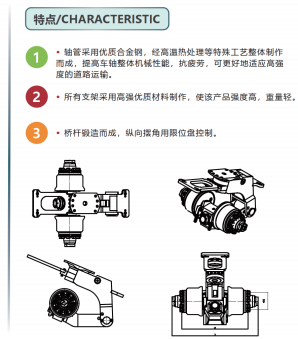 特点/CHARACTERISTIC
1
• 轴管采用优质合金钢，经高温热处理等特殊工艺整体制作
而成，提高车轴整体机械性能，抗疲劳，可更好地适应高强
度的道路运输。
2
• 所有支架采用高强优质材料制作，使该产品强度高，重量轻。
3
• 桥杆锻造而成，纵向摆角用限位盘控制。